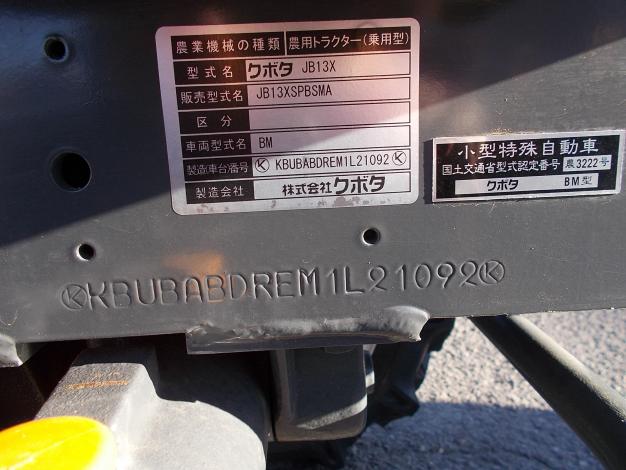 農業機械の種類 農用トラクター(乗用型)
型式名 クボタ JB13X
販売型式名 JB13XSPBSMA
区分
車両型式名 BM
製造車台番号 Ⓚ KBUBABDREM1L21092 Ⓚ
製造会社 株式会社クボタ
小型特殊自動車
国土交通省型式認定番号 農3222号
クボタ BM型
ⓀKBUBABDREM1L21092Ⓚ